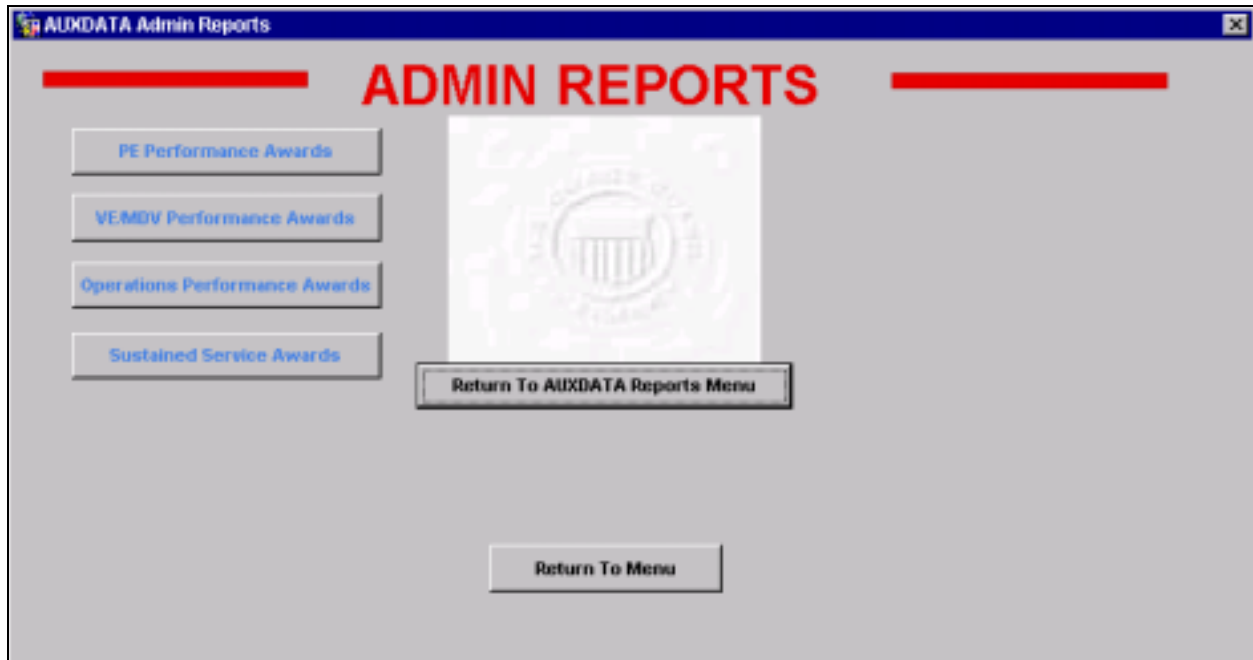 AUXDATA Admin Reports
ADMIN REPORTS
PE Performance Awards
VE/MDV Performance Awards
Operations Performance Awards
Sustained Service Awards
Return To AUXDATA Reports Menu
Return To Menu